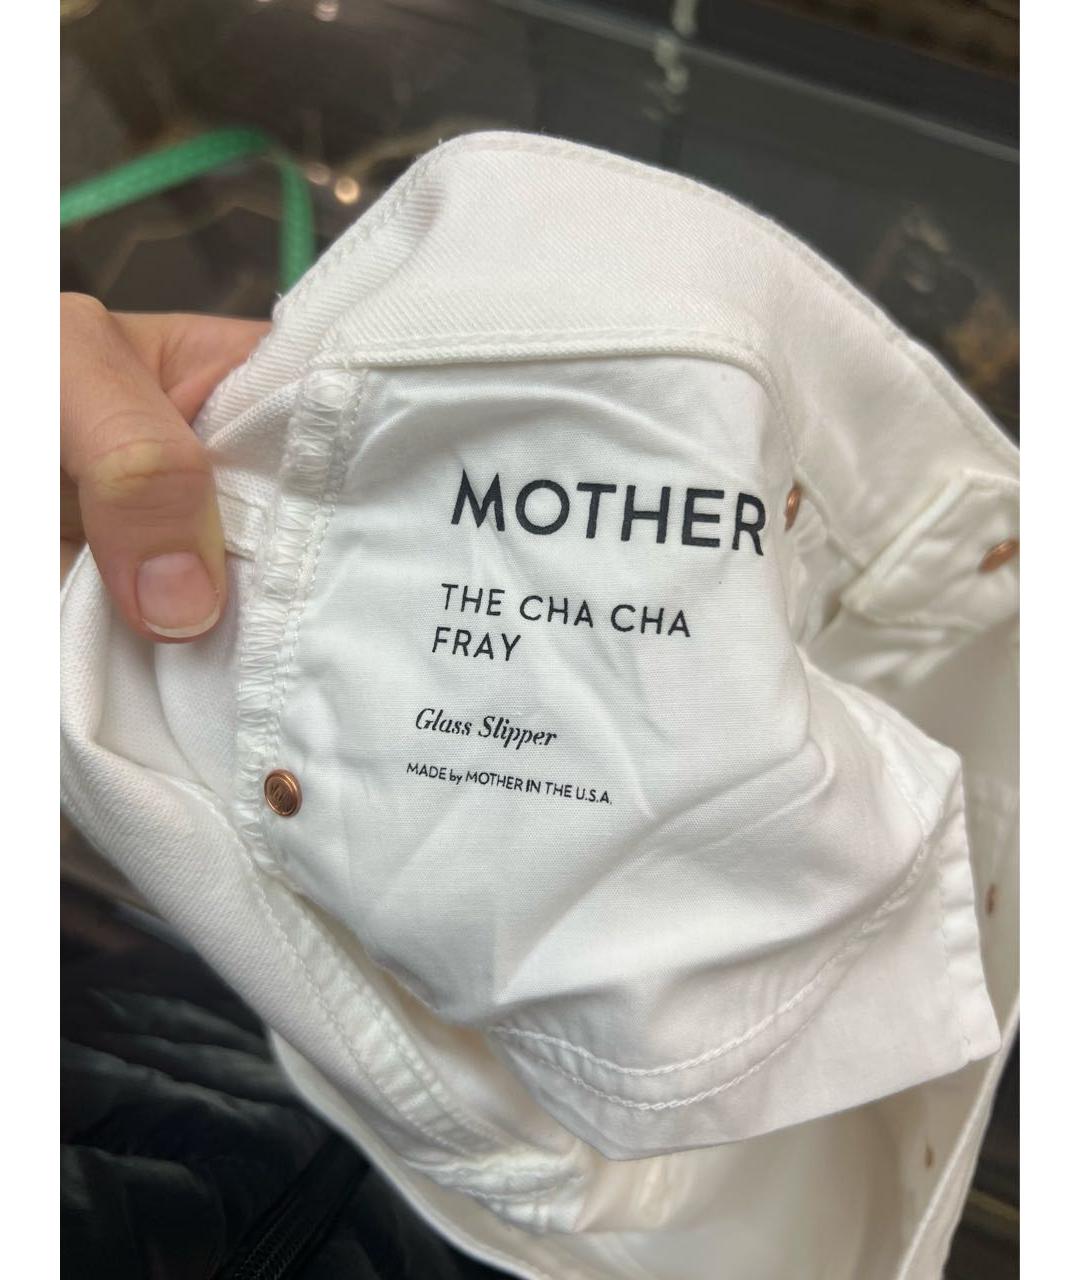 MOTHER
THE CHA CHA
FRAY
Glass Slipper
MADE by MOTHER IN THE U.S.A.